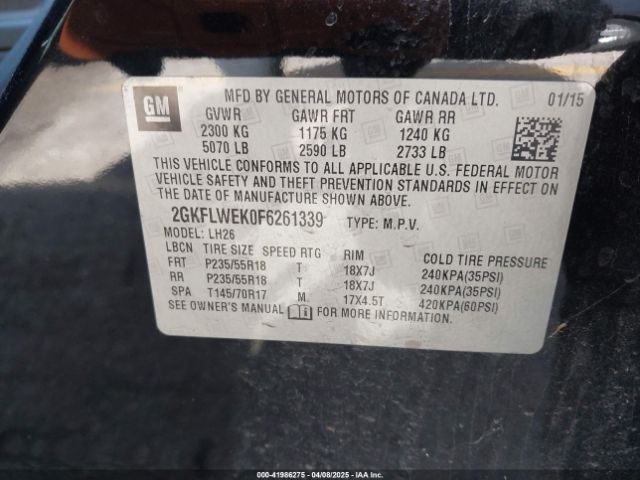 GM
MFD BY GENERAL MOTORS OF CANADA LTD. 01/15
GVWR GAWR FRT GAWR RR
2300 KG 1175 KG 1240 KG
5070 LB 2590 LB 2733 LB
THIS VEHICLE CONFORMS TO ALL APPLICABLE U.S. FEDERAL MOTOR
VEHICLE SAFETY AND THEFT PREVENTION STANDARDS IN EFFECT ON
THE DATE OF MANUFACTURE SHOWN ABOVE.
2GKFLWEK0F6261339 TYPE: M.P.V.
MODEL: LH26
LBCN TIRE SIZE SPEED RTG RIM COLD TIRE PRESSURE
FRT P235/55R18 T 18X7J 240KPA(35PSI)
RR P235/55R18 T 18X7J 240KPA(35PSI)
SPA T145/70R17 M 17X4.5T 420KPA(60PSI)
SEE OWNER'S MANUAL FOR MORE INFORMATION.
000-41986275 - 04/08/2025 - IAAI.COM